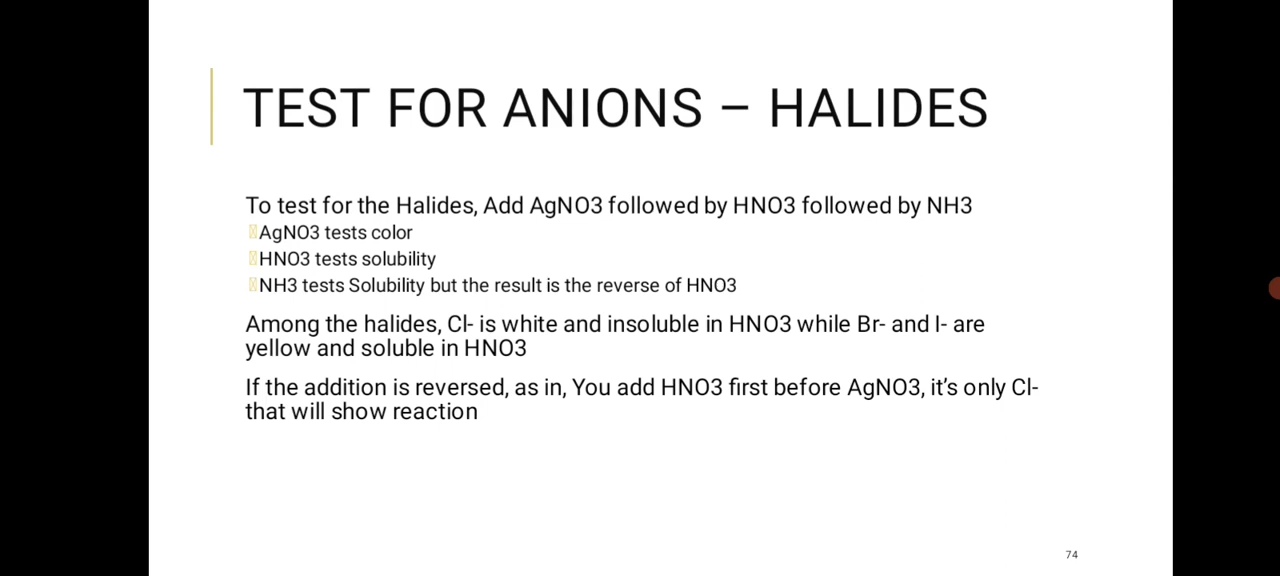 TEST FOR ANIONS – HALIDES
To test for the Halides, Add AgNO3 followed by HNO3 followed by NH3
AgNO3 tests color
HNO3 tests solubility
NH3 tests Solubility but the result is the reverse of HNO3
Among the halides, Cl- is white and insoluble in HNO3 while Br- and I- are
yellow and soluble in HNO3
If the addition is reversed, as in, You add HNO3 first before AgNO3, it’s only Cl-
that will show reaction
74